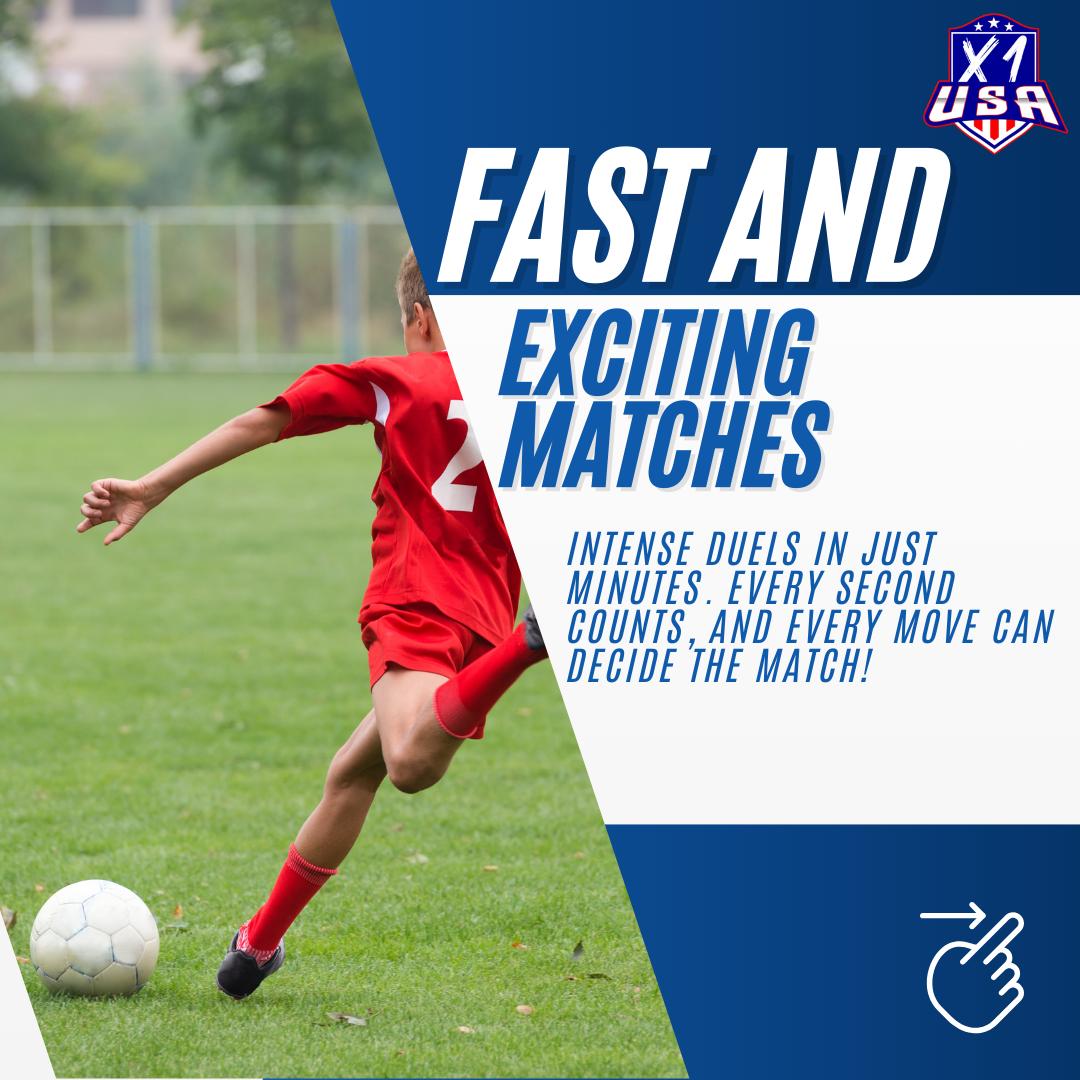 X1
USA
FAST AND
EXCITING
MATCHES
2
INTENSE DUELS IN JUST
MINUTES. EVERY SECOND
COUNTS, AND EVERY MOVE CAN
DECIDE THE MATCH!